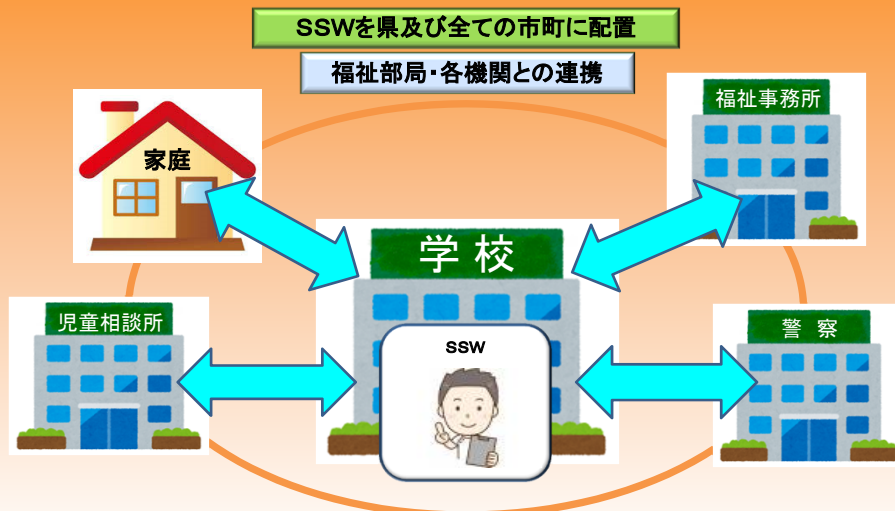 SSWを県及び全ての市町に配置
福祉部局・各機関との連携
家庭
福祉事務所
学校
児童相談所
SSW
警察